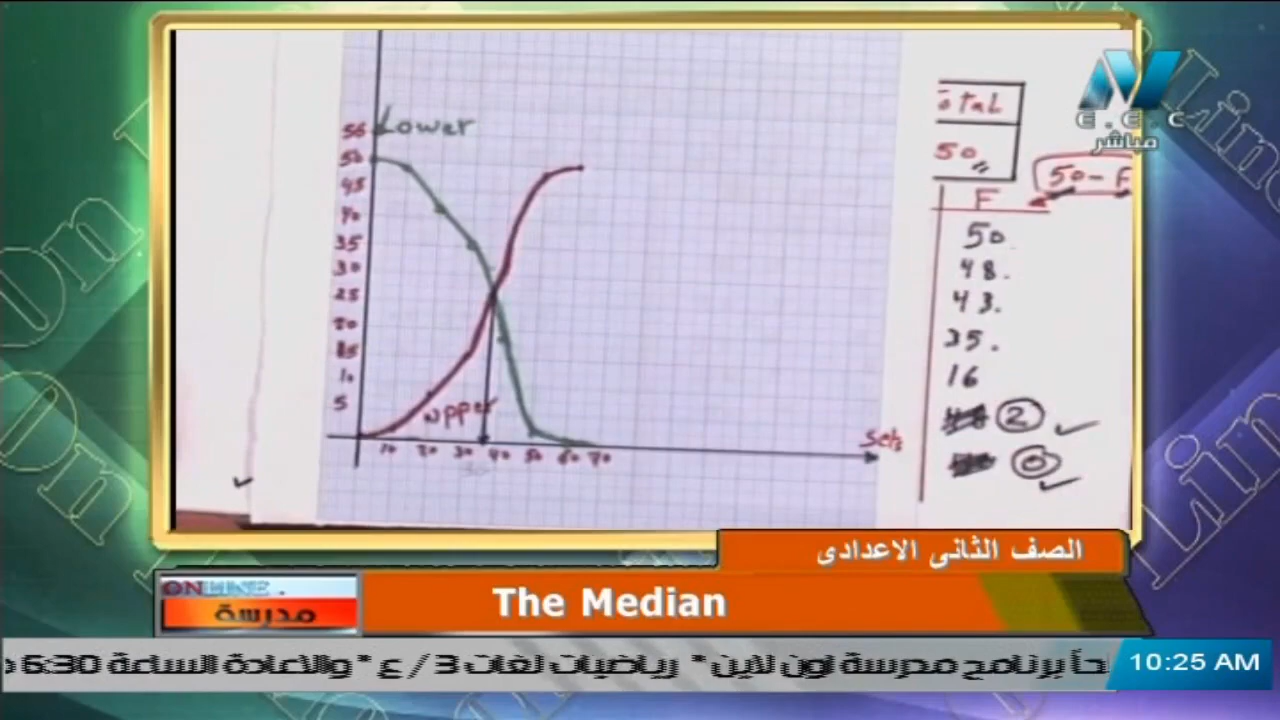 Lower
55
50
45
40
35
30
25
20
15
10
5
Upper
10 20 30 40 50 60 70
Sets
otal
50
50 - F
F
50
48
43
35
16
2
0
E.E.C
مباشر
الصف الثانى الاعدادى
ONLINE
مدرسة
The Median
برنامج مدرسة اون لاين " رياضيات لغات 3 / ع " والاعادة الساعة 6:30
10:25 AM